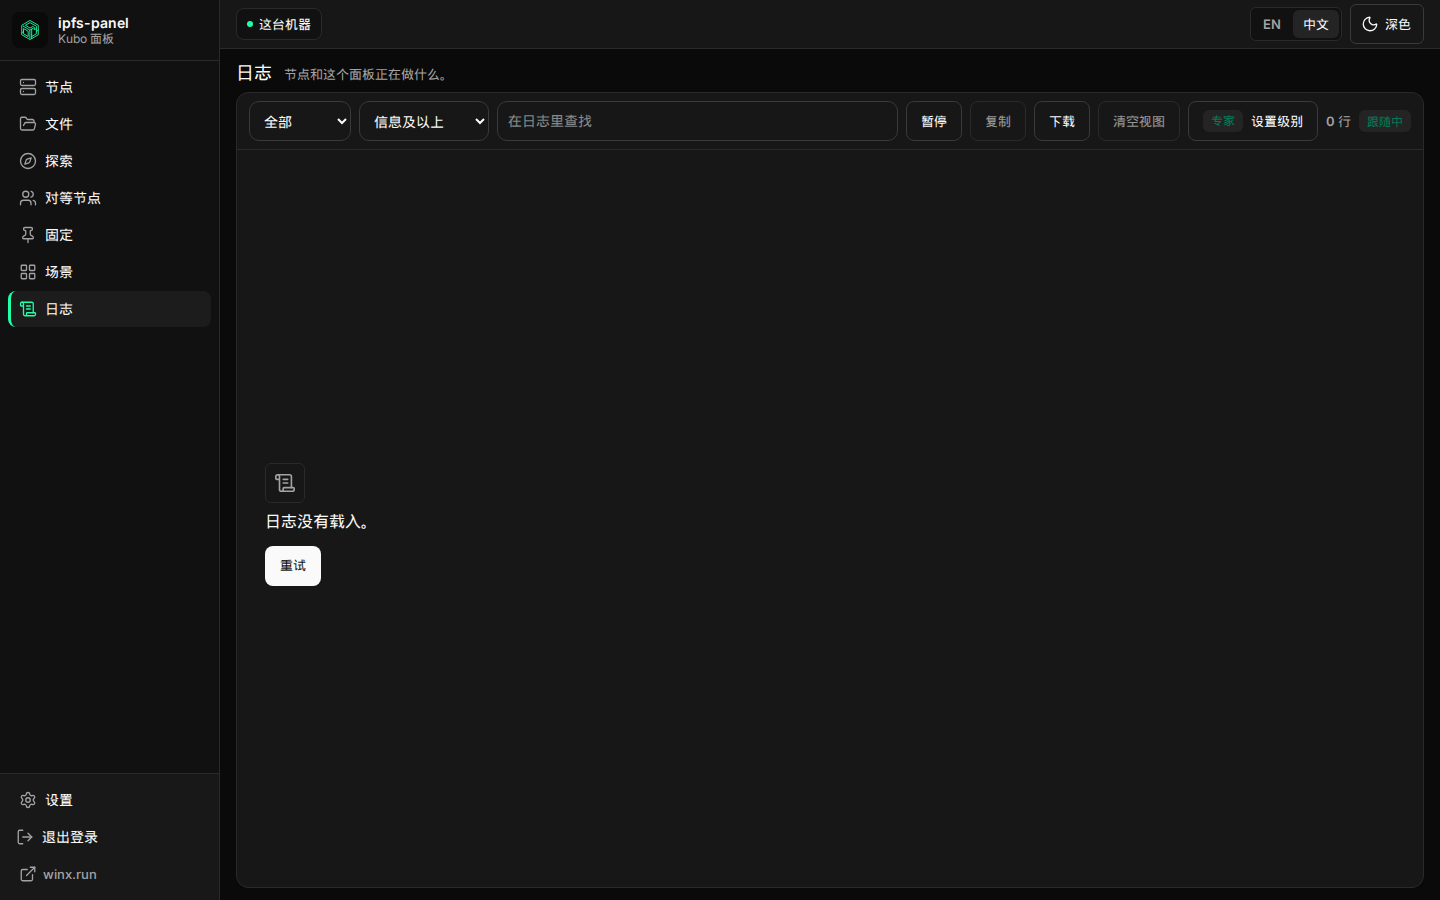 ipfs-panel
Kubo 面板
节点
文件
探索
对等节点
固定
场景
日志
设置
退出登录
winx.run
这台机器
EN 中文 深色
日志 节点和这个面板正在做什么。
全部 信息及以上 在日志里查找 暂停 复制 下载 清空视图 专家 设置级别 0 行 跟随中
日志没有载入。
重试